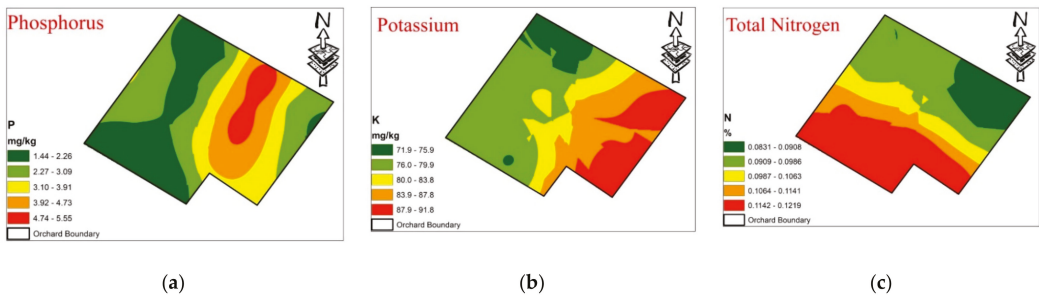 Phosphorus
N
P
mg/kg
1.44 - 2.26
2.27 - 3.09
3.10 - 3.91
3.92 - 4.73
4.74 - 5.55
Orchard Boundary
(a)
Potassium
N
K
mg/kg
71.9 - 75.9
76.0 - 79.9
80.0 - 83.8
83.9 - 87.8
87.9 - 91.8
Orchard Boundary
(b)
Total Nitrogen
N
N
%
0.0831 - 0.0908
0.0909 - 0.0986
0.0987 - 0.1063
0.1064 - 0.1141
0.1142 - 0.1219
Orchard Boundary
(c)